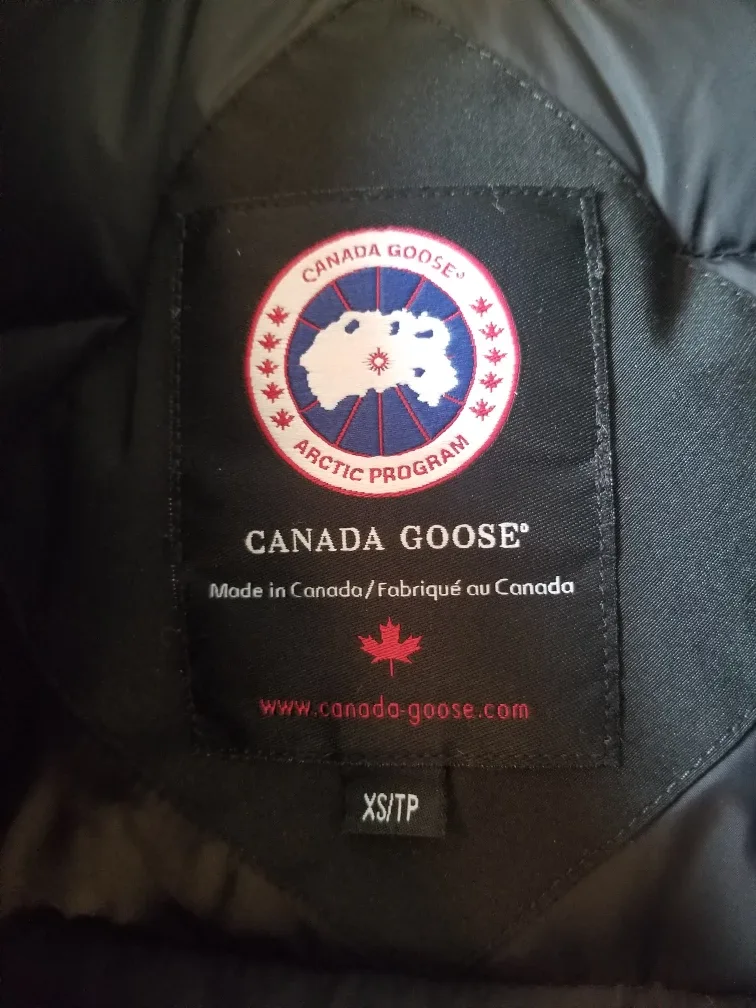 CANADA GOOSE®
ARCTIC PROGRAM
CANADA GOOSE®
Made in Canada/Fabriqué au Canada
www.canada-goose.com
XS/TP